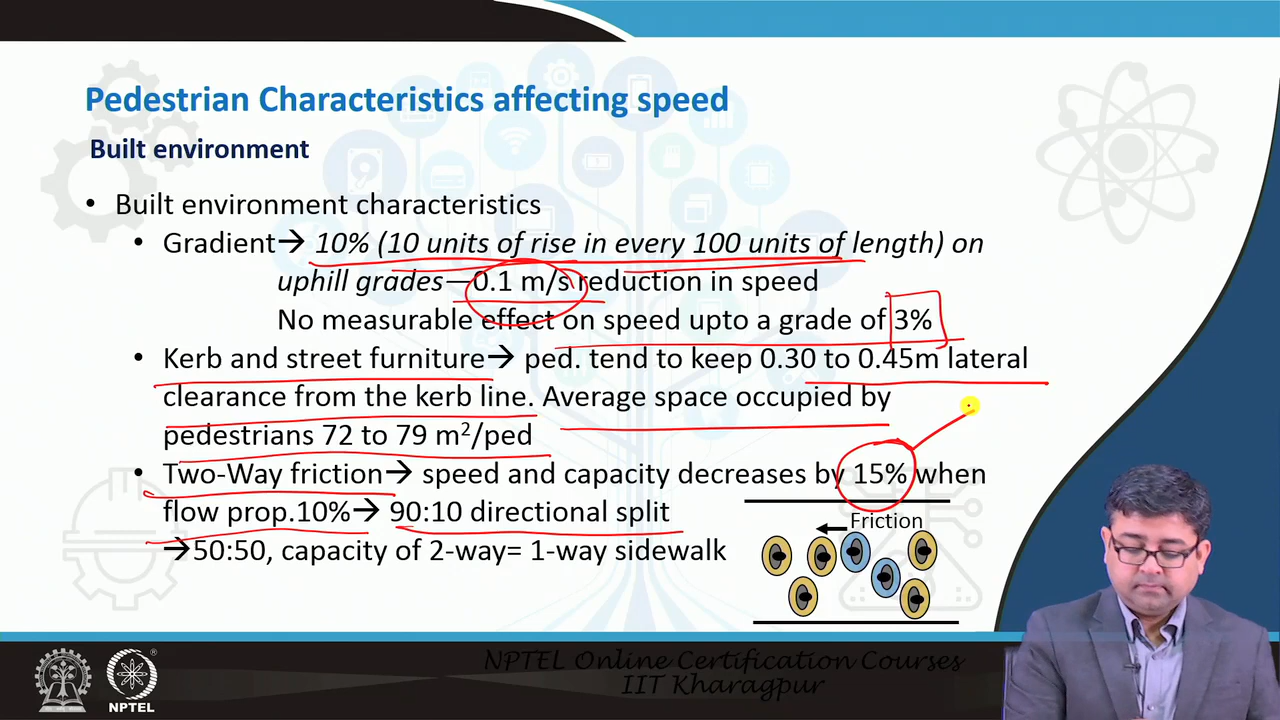 Pedestrian Characteristics affecting speed
Built environment
• Built environment characteristics
• Gradient→ 10% (10 units of rise in every 100 units of length) on
uphill grades—0.1 m/s reduction in speed
No measurable effect on speed upto a grade of 3%
• Kerb and street furniture→ ped. tend to keep 0.30 to 0.45m lateral
clearance from the kerb line. Average space occupied by
pedestrians 72 to 79 m²/ped
• Two-Way friction→ speed and capacity decreases by 15% when
flow prop.10%→ 90:10 directional split
→50:50, capacity of 2-way= 1-way sidewalk
Friction
NPTEL
NPTEL Online Certification Courses
IIT Kharagpur